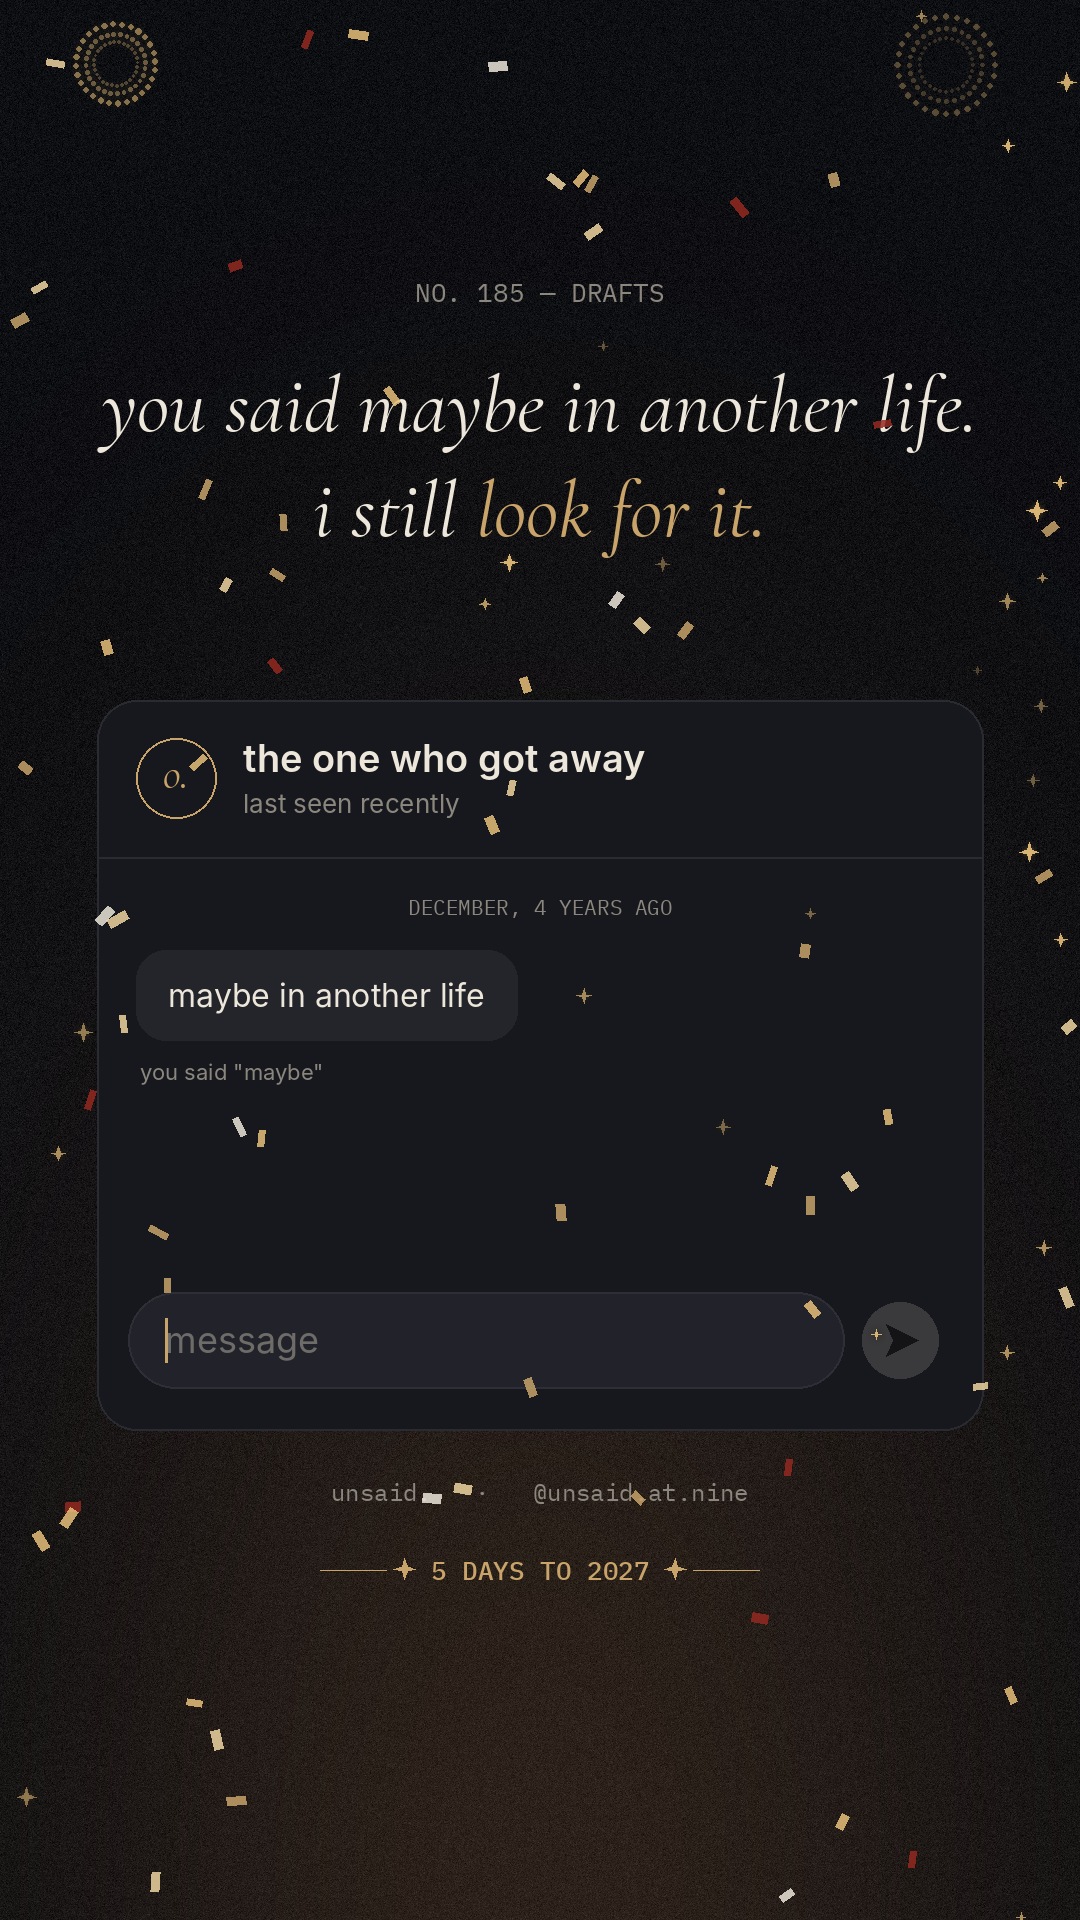 NO. 185 — DRAFTS
you said maybe in another life.
i still look for it.
o.
the one who got away
last seen recently
DECEMBER, 4 YEARS AGO
maybe in another life
you said "maybe"
message
unsaid · @unsaid.at.nine
5 DAYS TO 2027